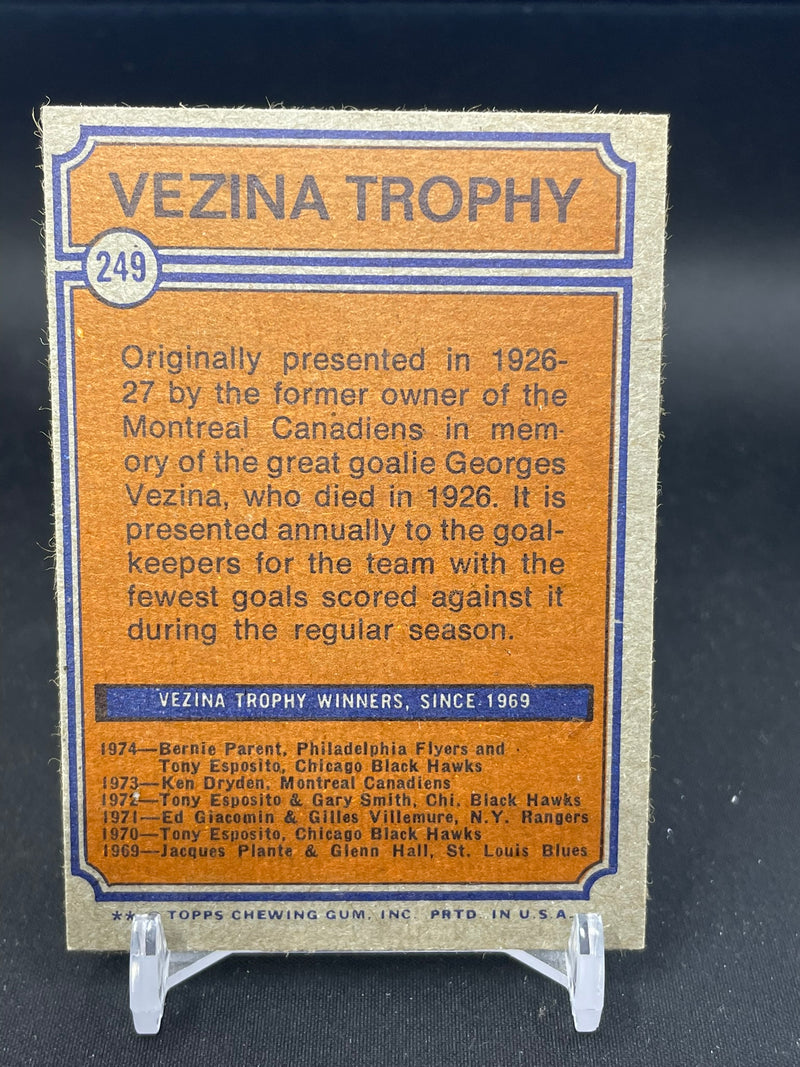 VEZINA TROPHY
249
Originally presented in 1926-
27 by the former owner of the
Montreal Canadiens in mem-
ory of the great goalie Georges
Vezina, who died in 1926. It is
presented annually to the goal-
keepers for the team with the
fewest goals scored against it
during the regular season.
VEZINA TROPHY WINNERS, SINCE 1969
1974—Bernie Parent, Philadelphia Flyers and
Tony Esposito, Chicago Black Hawks
1973—Ken Dryden, Montreal Canadiens
1972—Tony Esposito & Gary Smith, Chi. Black Hawks
1971—Ed Giacomin & Gilles Villemure, N.Y. Rangers
1970—Tony Esposito, Chicago Black Hawks
1969—Jacques Plante & Glenn Hall, St. Louis Blues
** TOPPS CHEWING GUM, INC. PRTD. IN U.S.A.